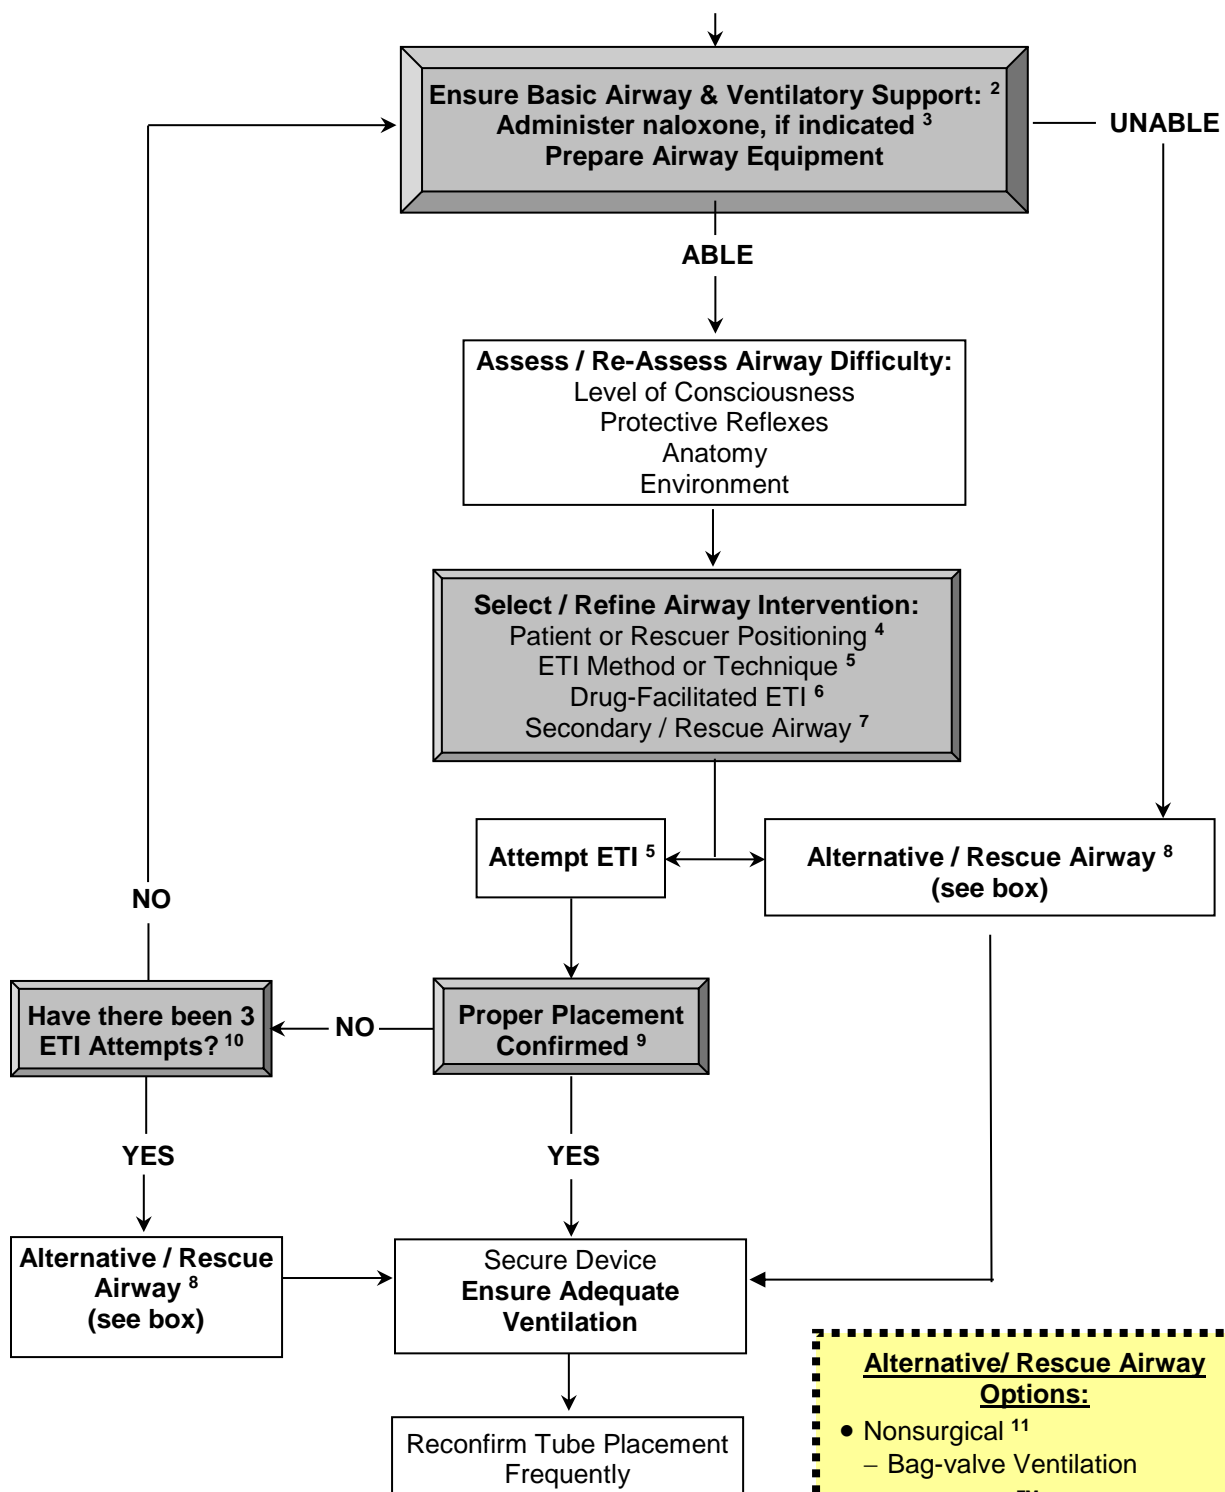 Ensure Basic Airway & Ventilatory Support: 2
Administer naloxone, if indicated 3
Prepare Airway Equipment
UNABLE
ABLE
Assess / Re-Assess Airway Difficulty:
Level of Consciousness
Protective Reflexes
Anatomy
Environment
Select / Refine Airway Intervention:
Patient or Rescuer Positioning 4
ETI Method or Technique 5
Drug-Facilitated ETI 6
Secondary / Rescue Airway 7
Attempt ETI 5
Alternative / Rescue Airway 8
(see box)
NO
Have there been 3
ETI Attempts? 10
NO
Proper Placement
Confirmed 9
YES
YES
Alternative / Rescue
Airway 8
(see box)
Secure Device
Ensure Adequate
Ventilation
Reconfirm Tube Placement
Frequently
Alternative/ Rescue Airway
Options:
• Nonsurgical 11
– Bag-valve Ventilation